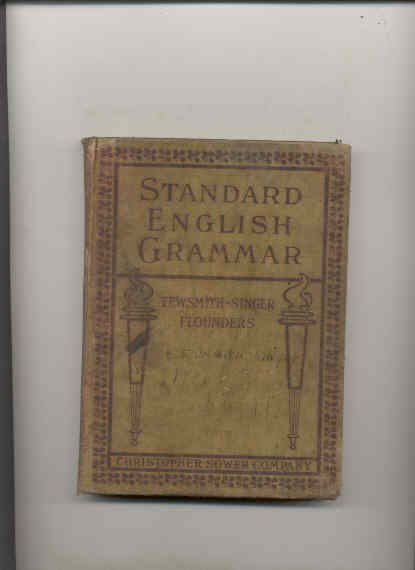 STANDARD
ENGLISH
GRAMMAR
TEWSMITH-SINGER
FLOUNDERS
CHRISTOPHER SOWER COMPANY